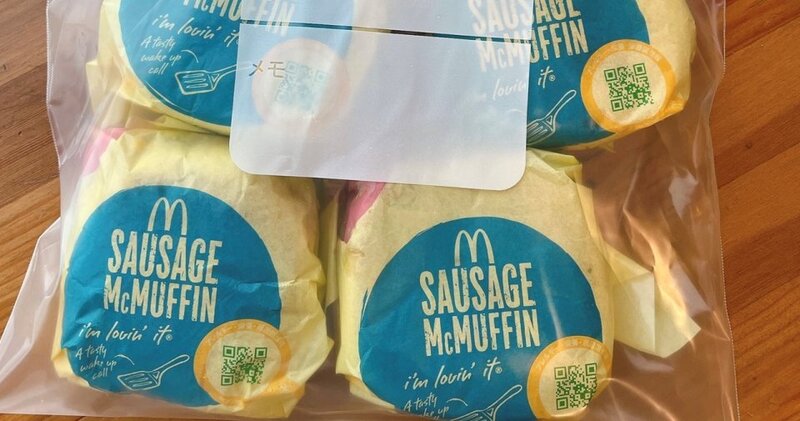 McMUFFIN
i'm lovin' it®
A tasty
wake up
call
SAUSAGE
McMUFFIN
lovin' it®
メモ
SAUSAGE
McMUFFIN
i'm lovin' it®
A tasty
wake up
call
SAUSAGE
McMUFFIN
i'm lovin' it®
A tasty
wake up